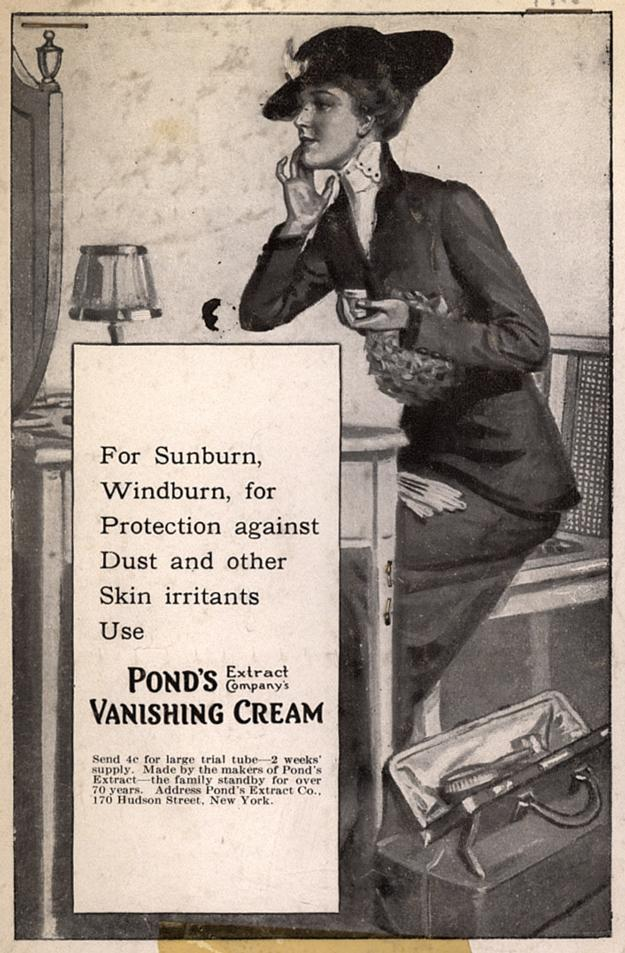 For Sunburn,
Windburn, for
Protection against
Dust and other
Skin irritants
Use
POND'S Extract Company's
VANISHING CREAM
Send 4c for large trial tube—2 weeks'
supply. Made by the makers of Pond's
Extract—the family standby for over
70 years. Address Pond's Extract Co.,
170 Hudson Street, New York.